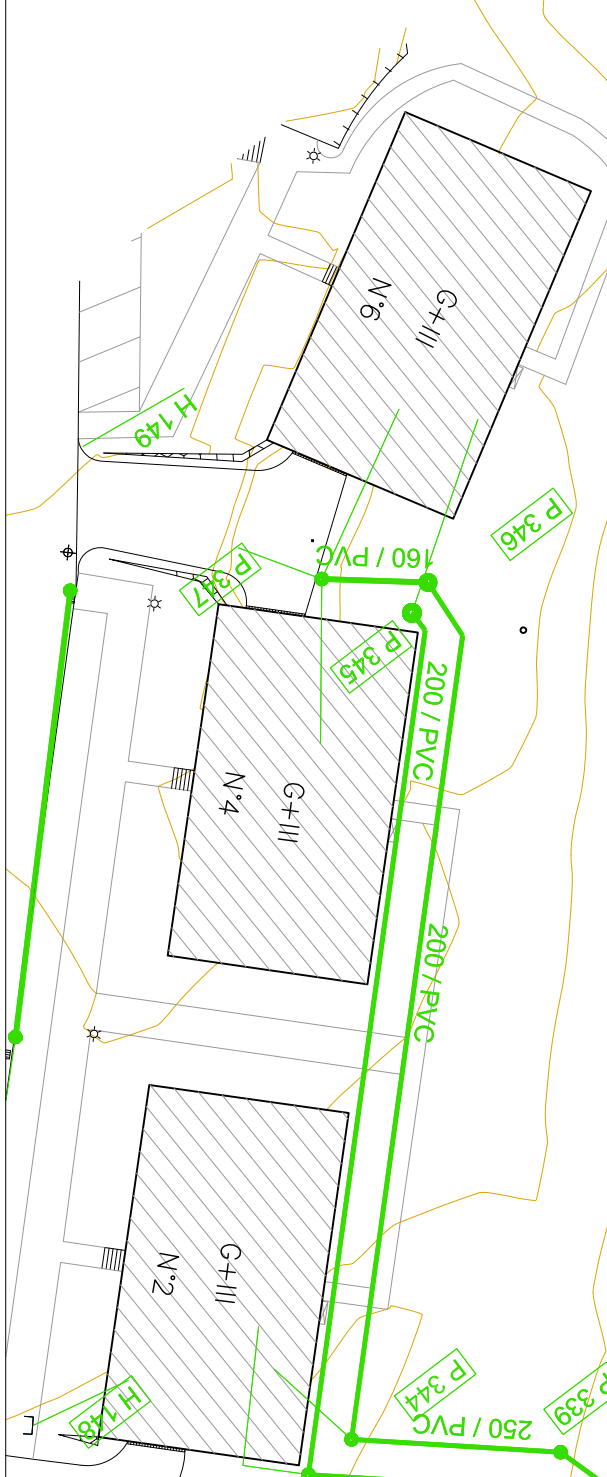 G+III
N°6
H 149
P 346
160 / PVC
P 347
P 345
200 / PVC
G+III
N°4
200 / PVC
G+III
N°2
P 344
H 148
250 / PVC
P 339